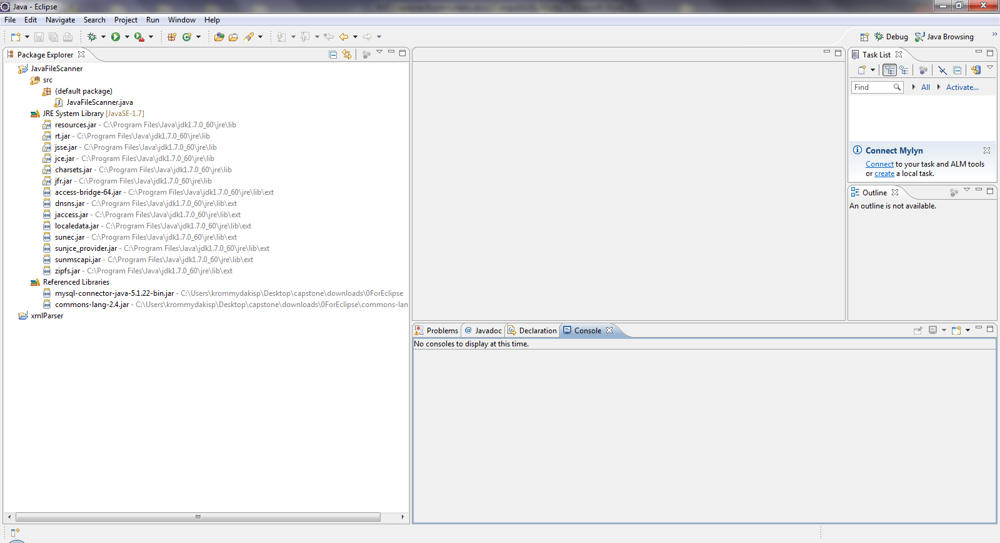 Java - Eclipse
File Edit Navigate Search Project Run Window Help
Debug Java Browsing
Package Explorer
JavaFileScanner
src
(default package)
JavaFileScanner.java
JRE System Library [JavaSE-1.7]
resources.jar - C:\Program Files\Java\jdk1.7.0_60\jre\lib
rt.jar - C:\Program Files\Java\jdk1.7.0_60\jre\lib
jsse.jar - C:\Program Files\Java\jdk1.7.0_60\jre\lib
jce.jar - C:\Program Files\Java\jdk1.7.0_60\jre\lib
charsets.jar - C:\Program Files\Java\jdk1.7.0_60\jre\lib
jfr.jar - C:\Program Files\Java\jdk1.7.0_60\jre\lib
access-bridge-64.jar - C:\Program Files\Java\jdk1.7.0_60\jre\lib\ext
dnsns.jar - C:\Program Files\Java\jdk1.7.0_60\jre\lib\ext
jaccess.jar - C:\Program Files\Java\jdk1.7.0_60\jre\lib\ext
localedata.jar - C:\Program Files\Java\jdk1.7.0_60\jre\lib\ext
sunec.jar - C:\Program Files\Java\jdk1.7.0_60\jre\lib\ext
sunjce_provider.jar - C:\Program Files\Java\jdk1.7.0_60\jre\lib\ext
sunmscapi.jar - C:\Program Files\Java\jdk1.7.0_60\jre\lib\ext
zipfs.jar - C:\Program Files\Java\jdk1.7.0_60\jre\lib\ext
Referenced Libraries
mysql-connector-java-5.1.22-bin.jar - C:\Users\krommydakisp\Desktop\capstone\downloads\0ForEclipse
commons-lang-2.4.jar - C:\Users\krommydakisp\Desktop\capstone\downloads\0ForEclipse\commons-lan
xmlParser
Task List
Find All Activate...
Connect Mylyn
Connect to your task and ALM tools
or create a local task.
Outline
An outline is not available.
Problems Javadoc Declaration Console
No consoles to display at this time.